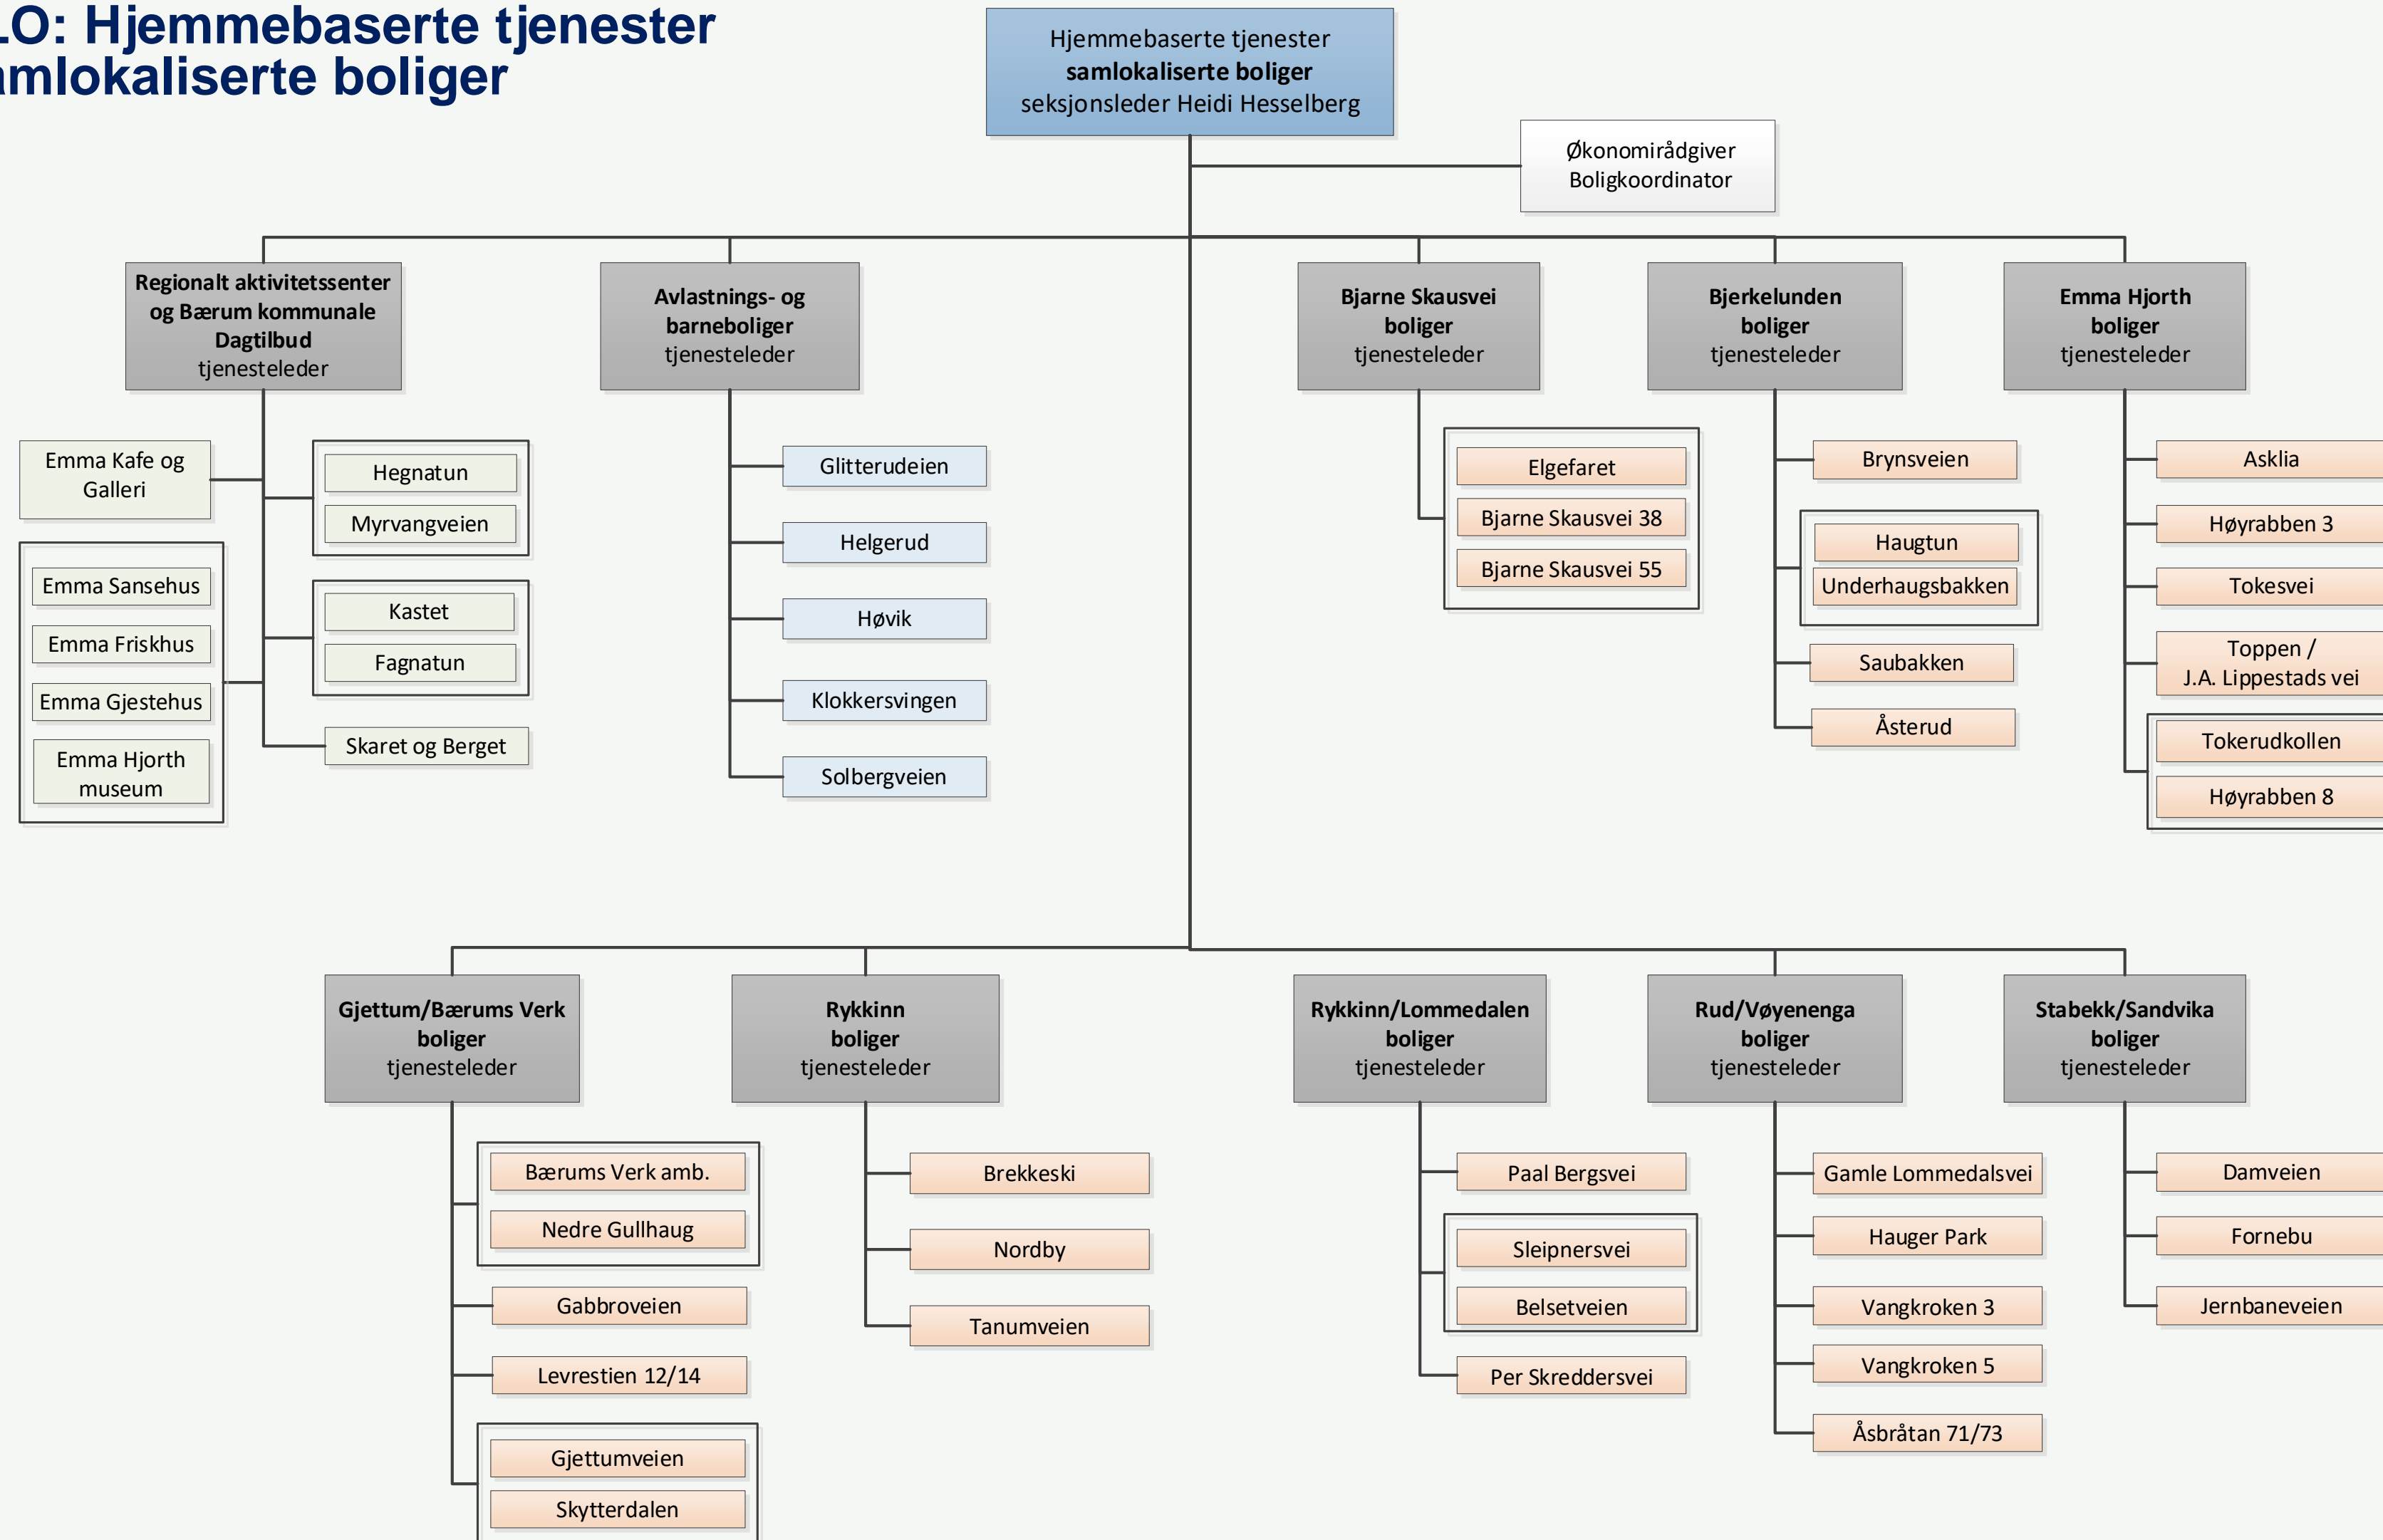 LO: Hjemmebaserte tjenester
amlokaliserte boliger
Hjemmebaserte tjenester
samlokaliserte boliger
seksjonsleder Heidi Hesselberg
Økonomirådgiver
Boligkoordinator
Regionalt aktivitetssenter
og Bærum kommunale
Dagtilbud
tjenesteleder
Avlastnings- og
barneboliger
tjenesteleder
Bjarne Skausvei
boliger
tjenesteleder
Bjerkelunden
boliger
tjenesteleder
Emma Hjorth
boliger
tjenesteleder
Emma Kafe og
Galleri
Emma Sansehus
Emma Friskhus
Emma Gjestehus
Emma Hjorth
museum
Hegnatun
Myrvangveien
Kastet
Fagnatun
Skaret og Berget
Glitterudeien
Helgerud
Høvik
Klokkersvingen
Solbergveien
Elgefaret
Bjarne Skausvei 38
Bjarne Skausvei 55
Brynsveien
Haugtun
Underhaugsbakken
Saubakken
Åsterud
Asklia
Høyrabben 3
Tokesvei
Toppen /
J.A. Lippestads vei
Tokerudkollen
Høyrabben 8
Gjettum/Bærums Verk
boliger
tjenesteleder
Rykkinn
boliger
tjenesteleder
Rykkinn/Lommedalen
boliger
tjenesteleder
Rud/Vøyenenga
boliger
tjenesteleder
Stabekk/Sandvika
boliger
tjenesteleder
Bærums Verk amb.
Nedre Gullhaug
Gabbroveien
Levrestien 12/14
Gjettumveien
Skytterdalen
Brekkeski
Nordby
Tanumveien
Paal Bergsvei
Sleipnersvei
Belsetveien
Per Skreddersvei
Gamle Lommedalsvei
Hauger Park
Vangkroken 3
Vangkroken 5
Åsbråtan 71/73
Damveien
Fornebu
Jernbaneveien